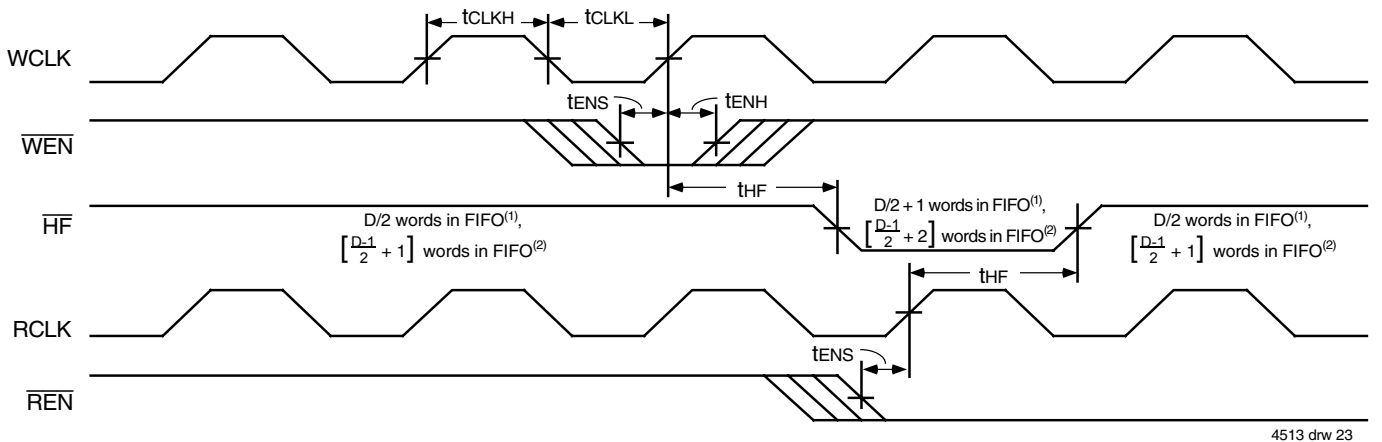 tCLKH tCLKL
WCLK
tENS tENH
WEN
tHF
HF
D/2 words in FIFO(1),
[D-1/2 + 1] words in FIFO(2)
D/2 + 1 words in FIFO(1),
[D-1/2 + 2] words in FIFO(2)
D/2 words in FIFO(1),
[D-1/2 + 1] words in FIFO(2)
tHF
RCLK
tENS
REN
4513 drw 23